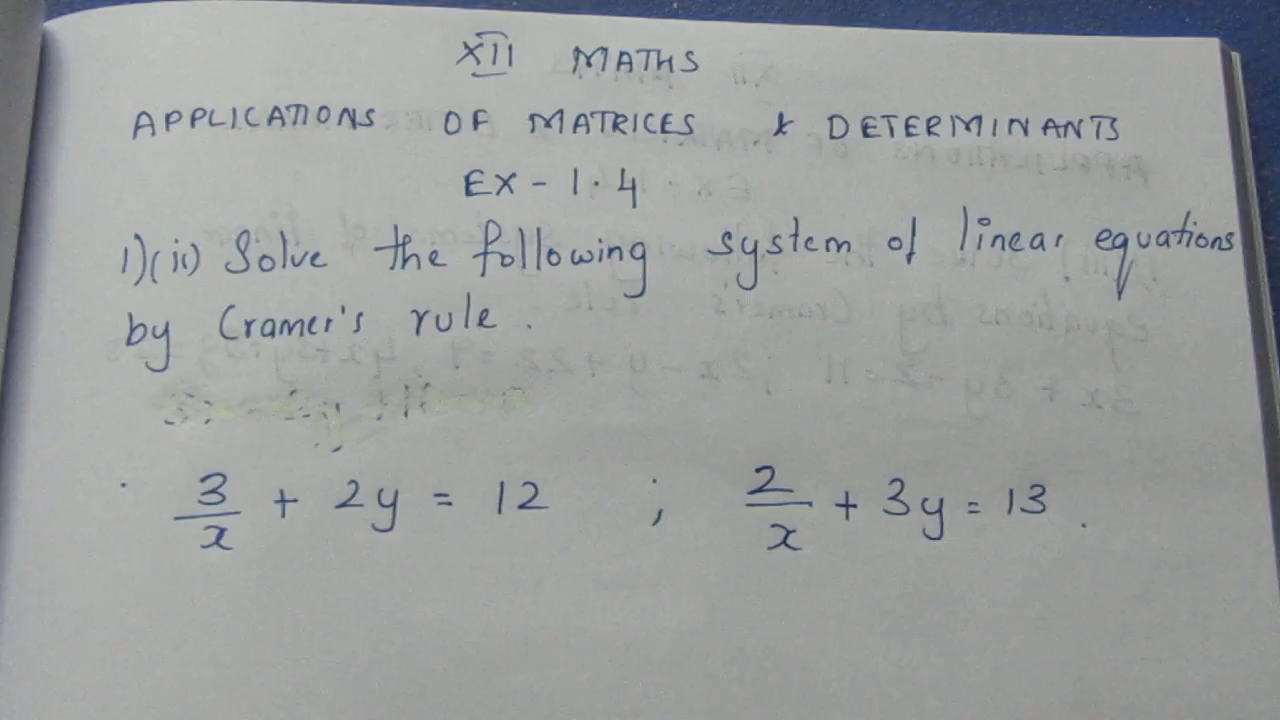 XII MATHS
APPLICATIONS OF MATRICES & DETERMINANTS
EX - 1.4
1)(ii) Solve the following system of linear equations
by Cramer's rule.
3/x + 2y = 12 ; 2/x + 3y = 13.